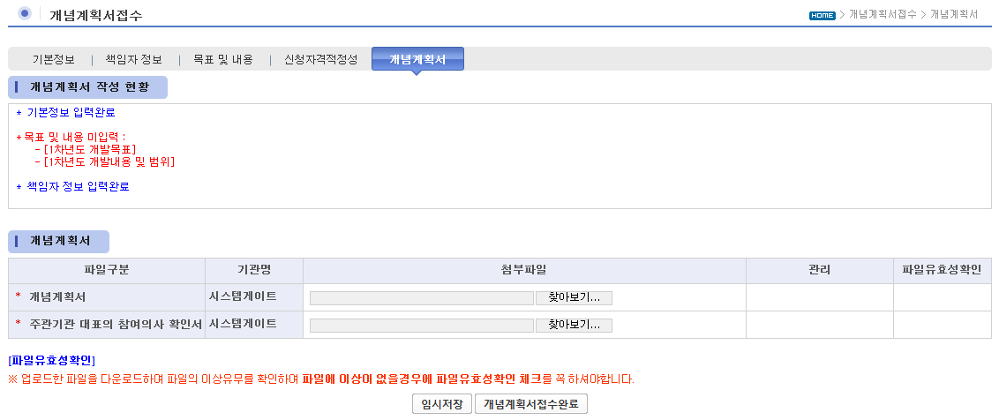 개념계획서접수
HOME > 개념계획서접수 > 개념계획서
기본정보 | 책임자 정보 | 목표 및 내용 | 신청자격적정성 개념계획서
개념계획서 작성 현황
* 기본정보 입력완료
* 목표 및 내용 미입력 :
- [1차년도 개발목표]
- [1차년도 개발내용 및 범위]
* 책임자 정보 입력완료
개념계획서
파일구분 기관명 첨부파일 관리 파일유효성확인
* 개념계획서 시스템게이트 찾아보기...
* 주관기관 대표의 참여의사 확인서 시스템게이트 찾아보기...
[파일유효성확인]
※ 업로드한 파일을 다운로드하여 파일의 이상유무를 확인하여 파일에 이상이 없을경우에 파일유효성확인 체크를 꼭 하셔야합니다.
임시저장 개념계획서접수완료